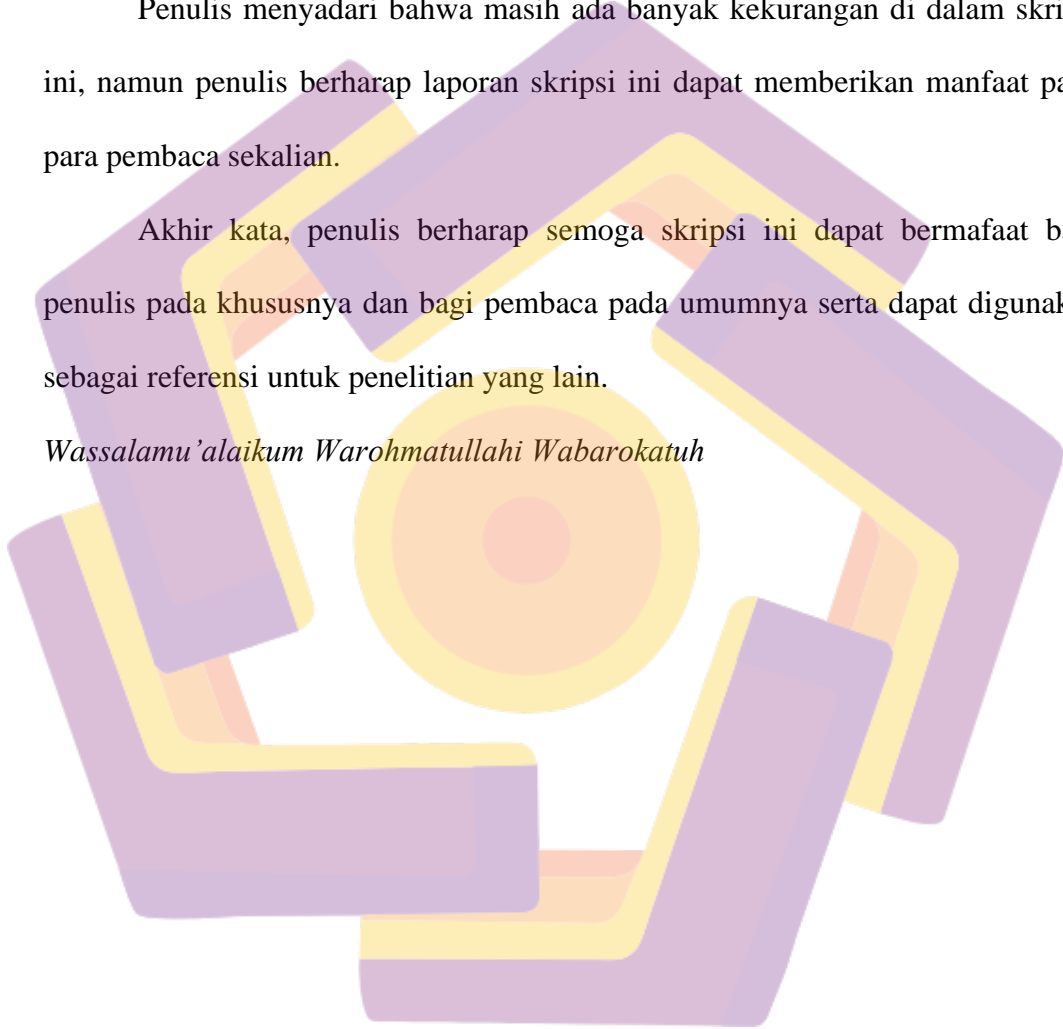 Penulis menyadari bahwa masih ada banyak kekurangan di dalam skri
ini, namun penulis berharap laporan skripsi ini dapat memberikan manfaat pa
para pembaca sekalian.
Akhir kata, penulis berharap semoga skripsi ini dapat bermafaat b
penulis pada khususnya dan bagi pembaca pada umumnya serta dapat digunak
sebagai referensi untuk penelitian yang lain.
Wassalamu’alaikum Warohmatullahi Wabarokatuh